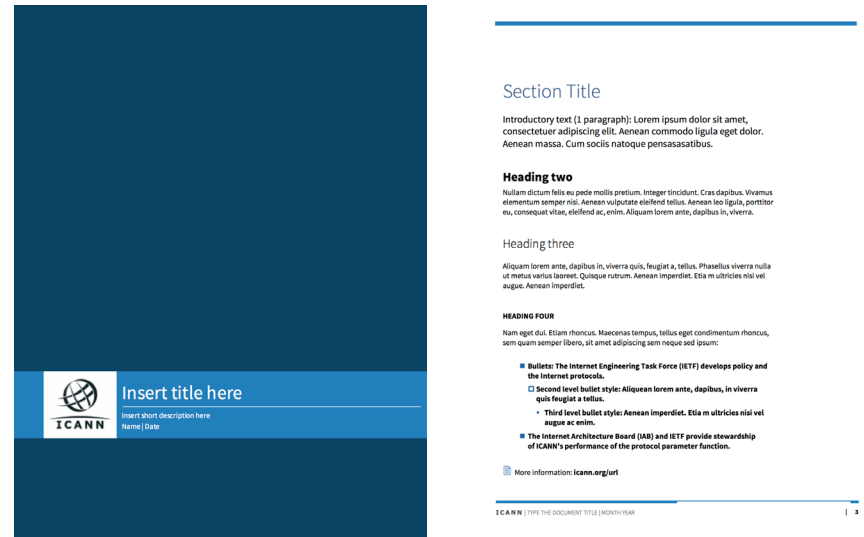 ICANN
Insert title here
Insert short description here
Name | Date
Section Title
Introductory text (1 paragraph): Lorem ipsum dolor sit amet,
consectetuer adipiscing elit. Aenean commodo ligula eget dolor.
Aenean massa. Cum sociis natoque pensasasatibus.
Heading two
Nullam dictum felis eu pede mollis pretium. Integer tincidunt. Cras dapibus. Vivamus
elementum semper nisi. Aenean vulputate eleifend tellus. Aenean leo ligula, porttitor
eu, consequat vitae, eleifend ac, enim. Aliquam lorem ante, dapibus in, viverra.
Heading three
Aliquam lorem ante, dapibus in, viverra quis, feugiat a, tellus. Phasellus viverra nulla
ut metus varius laoreet. Quisque rutrum. Aenean imperdiet. Etia m ultricies nisi vel
augue. Aenean imperdiet.
HEADING FOUR
Nam eget dui. Etiam rhoncus. Maecenas tempus, tellus eget condimentum rhoncus,
sem quam semper libero, sit amet adipiscing sem neque sed ipsum:
Bullets: The Internet Engineering Task Force (IETF) develops policy and
the Internet protocols.
Second level bullet style: Aliquean lorem ante, dapibus, in viverra
quis feugiat a tellus.
Third level bullet style: Aenean imperdiet. Etia m ultricies nisi vel
augue ac enim.
The Internet Architecture Board (IAB) and IETF provide stewardship
of ICANN's performance of the protocol parameter function.
More information: icann.org/url
ICANN | TYPE THE DOCUMENT TITLE | MONTH YEAR
| 3